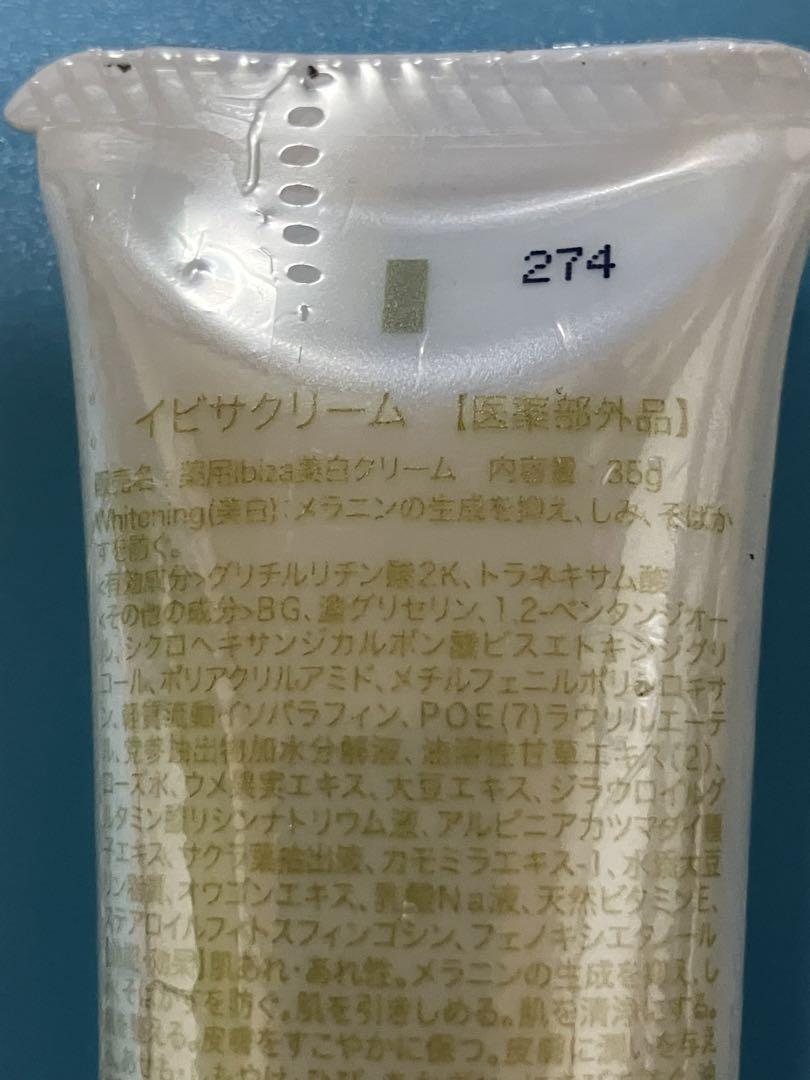 274
イビサクリーム 【医薬部外品】
販売名:薬用Ibiza美白クリーム 内容量:35g
Whitening(美白):メラニンの生成を抑え、しみ、そばか
すを防ぐ。
<有効成分>グリチルリチン酸2K、トラネキサム酸
<その他の成分>BG、濃グリセリン、1,2-ペンタンジオー
ル、シクロヘキサンジカルボン酸ビスエトキシジグリ
コール、ポリアクリルアミド、メチルフェニルポリシロキサ
ン、軽質流動イソパラフィン、POE(7)ラウリルエーテ
ル、党参抽出物加水分解液、油溶性甘草エキス(2)、
ローズ水、ウメ果実エキス、大豆エキス、ジラウロイルグ
ルタミン酸リシンナトリウム液、アルピニアカツマダイ種
子エキス、サクラ葉抽出液、カモミラエキス-1、水添大豆
リン脂質、オウゴンエキス、乳酸Na液、天然ビタミンE、
ステアロイルフィトスフィンゴシン、フェノキシエタノール
肌あれ・あれ性。メラニンの生成を抑え、し
み、そばかすを防ぐ。肌を引きしめる。肌を清浄にする。
肌を整える。皮膚をすこやかに保つ。皮膚に潤いを与え